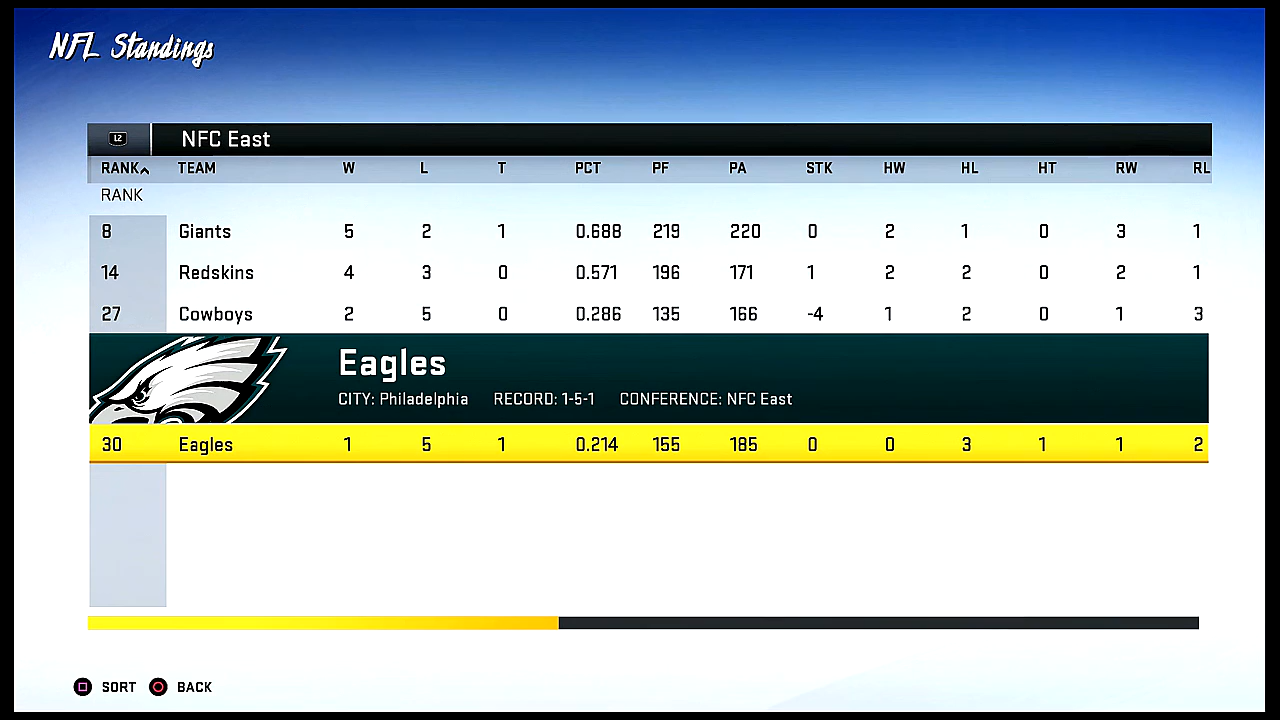 NFL Standings
L2 NFC East
RANK TEAM W L T PCT PF PA STK HW HL HT RW RL
RANK
8 Giants 5 2 1 0.688 219 220 0 2 1 0 3 1
14 Redskins 4 3 0 0.571 196 171 1 2 2 0 2 1
27 Cowboys 2 5 0 0.286 135 166 -4 1 2 0 1 3
Eagles
CITY: Philadelphia RECORD: 1-5-1 CONFERENCE: NFC East
30 Eagles 1 5 1 0.214 155 185 0 0 3 1 1 2
SORT BACK